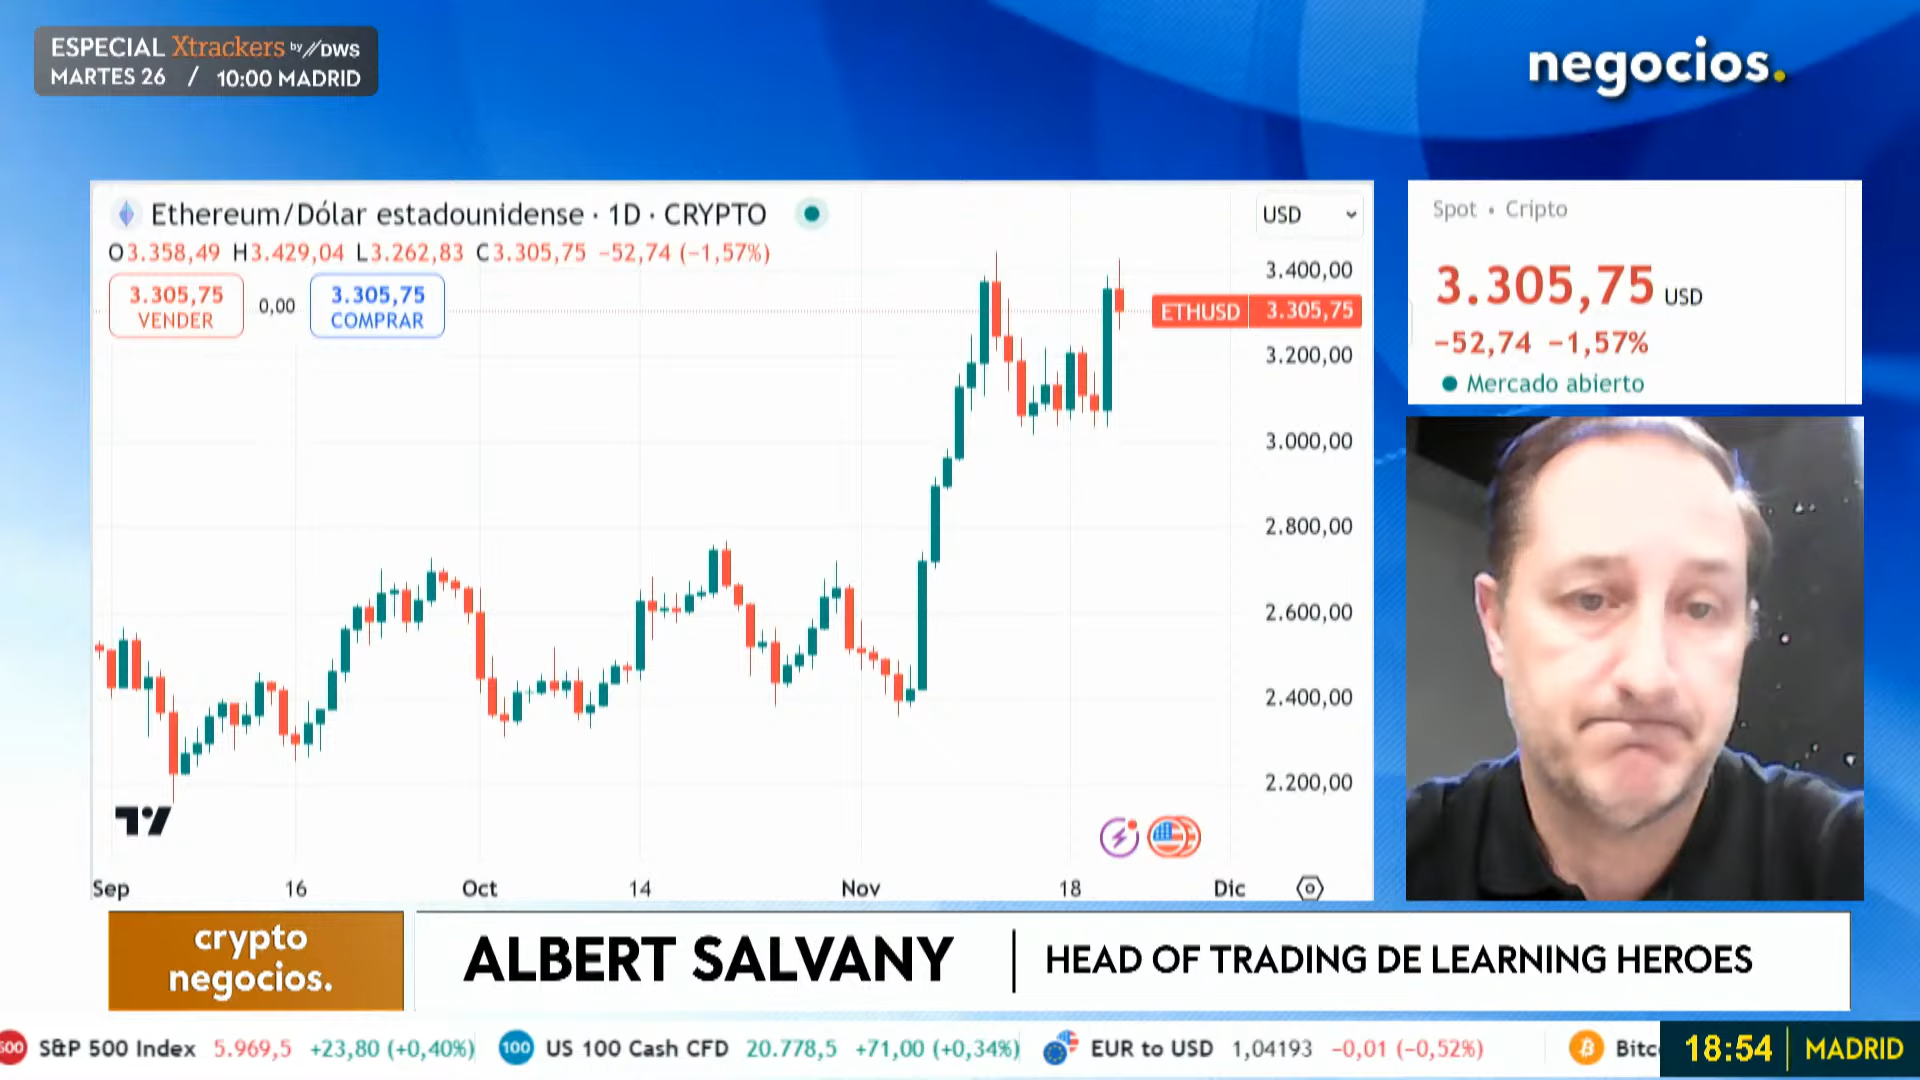 ESPECIAL Xtrackers by DWS
MARTES 26 / 10:00 MADRID
negocios.
Ethereum/Dólar estadounidense · 1D · CRYPTO
USD
O3.358,49 H3.429,04 L3.262,83 C3.305,75 −52,74 (−1,57%)
3.305,75
VENDER
0,00
3.305,75
COMPRAR
3.400,00
ETHUSD 3.305,75
3.200,00
3.000,00
2.800,00
2.600,00
2.400,00
2.200,00
Sep 16 Oct 14 Nov 18 Dic
Spot • Cripto
3.305,75 USD
−52,74 −1,57%
Mercado abierto
crypto
negocios.
ALBERT SALVANY | HEAD OF TRADING DE LEARNING HEROES
500 S&P 500 Index 5.969,5 +23,80 (+0,40%) 100 US 100 Cash CFD 20.778,5 +71,00 (+0,34%) EUR to USD 1,04193 −0,01 (−0,52%) Bitc 18:54 | MADRID